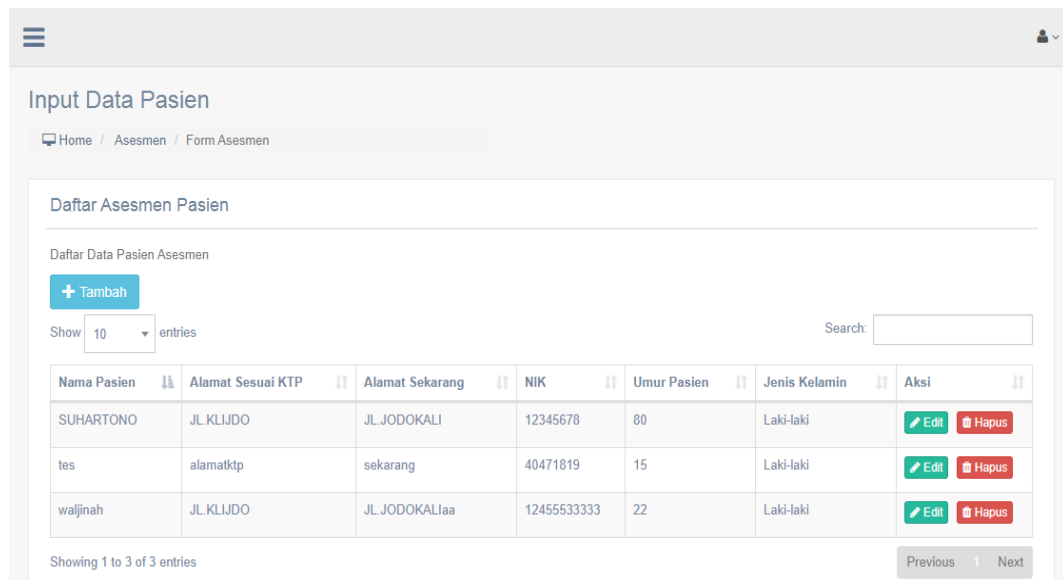 Input Data Pasien
Home / Asesmen / Form Asesmen
Daftar Asesmen Pasien
Daftar Data Pasien Asesmen
+ Tambah
Show 10 entries
Search:
Nama Pasien Alamat Sesuai KTP Alamat Sekarang NIK Umur Pasien Jenis Kelamin Aksi
SUHARTONO JL.KLIJDO JL.JODOKALI 12345678 80 Laki-laki Edit Hapus
tes alamatktp sekarang 40471819 15 Laki-laki Edit Hapus
waljinah JL.KLIJDO JL.JODOKALIaa 12455533333 22 Laki-laki Edit Hapus
Showing 1 to 3 of 3 entries
Previous 1 Next